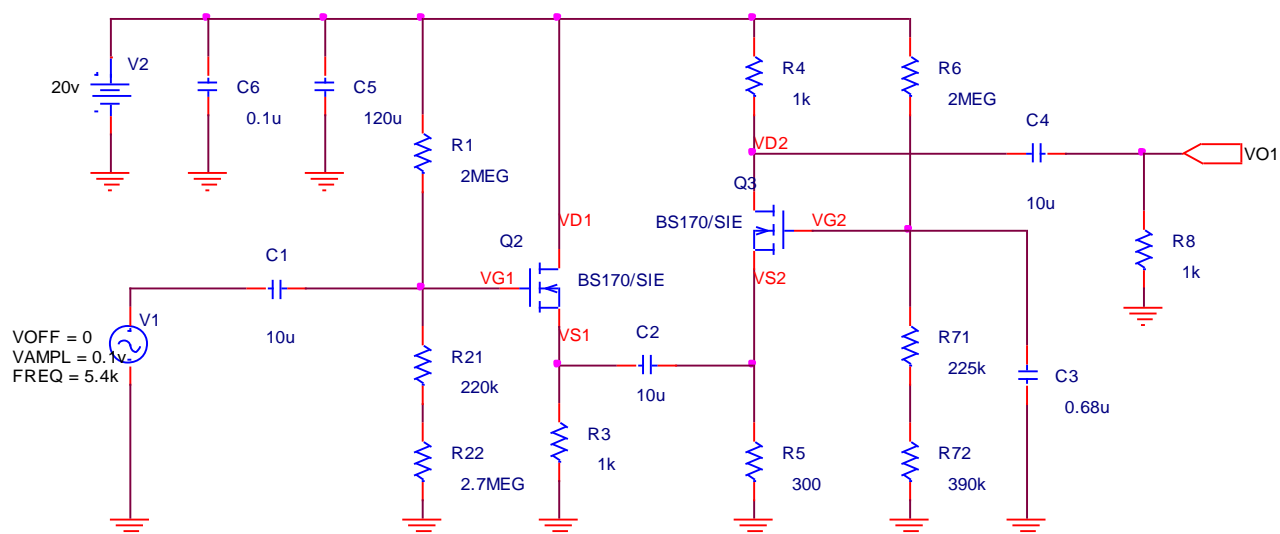 V2
20v
C6
0.1u
C5
120u
R1
2MEG
R4
1k
R6
2MEG
C4
10u
VO1
R8
1k
VD2
Q3
BS170/SIE
VG2
VS2
VD1
Q2
BS170/SIE
VG1
VS1
C1
10u
V1
VOFF = 0
VAMPL = 0.1v
FREQ = 5.4k
R21
220k
R22
2.7MEG
C2
10u
R3
1k
R5
300
R71
225k
R72
390k
C3
0.68u